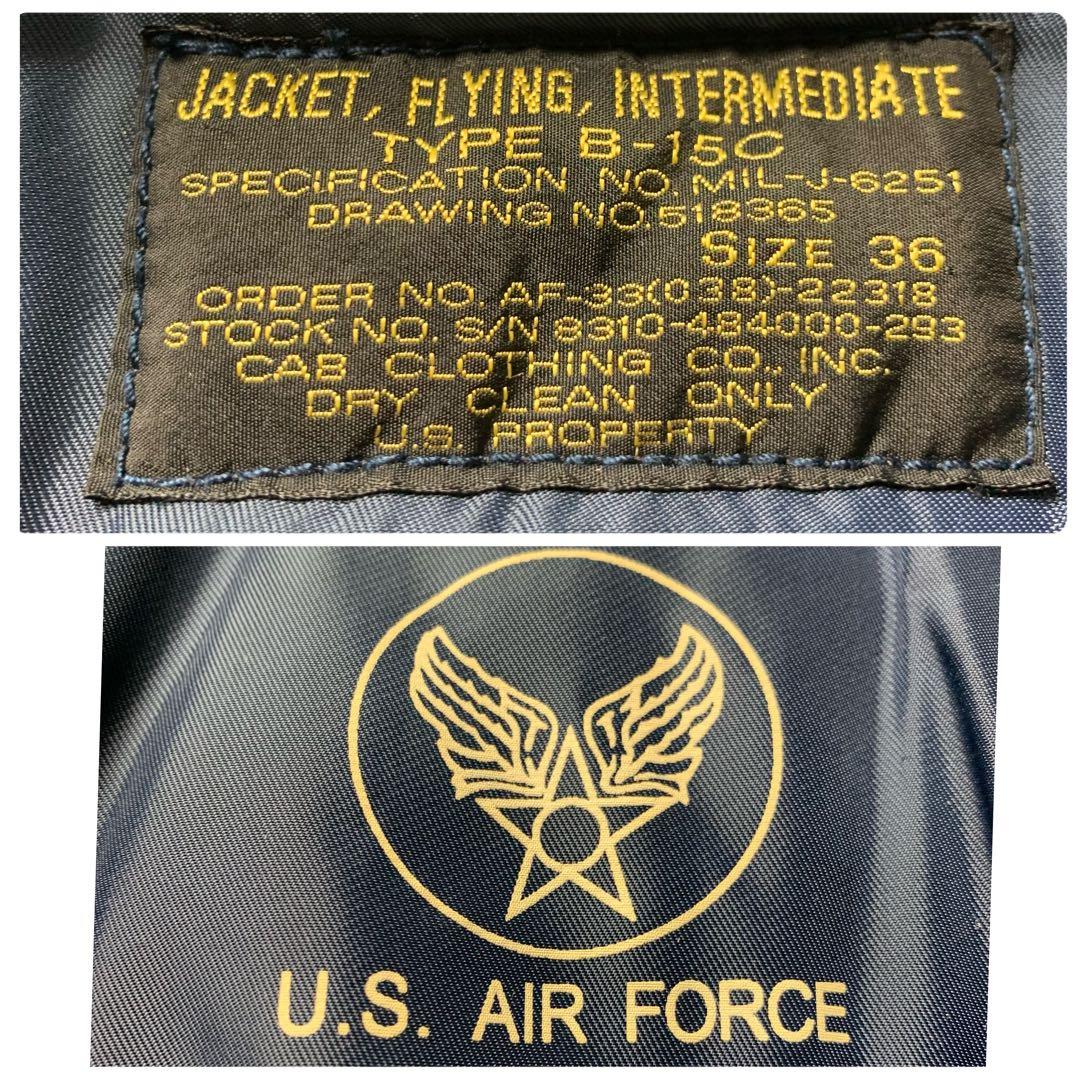 JACKET, FLYING, INTERMEDIATE
TYPE B-15C
SPECIFICATION NO. MIL-J-6251
DRAWING NO. 518365
SIZE 36
ORDER NO. AF-33(038)-22318
STOCK NO. S/N 8310-484000-293
CAB CLOTHING CO., INC.
DRY CLEAN ONLY
U.S. PROPERTY
U.S. AIR FORCE